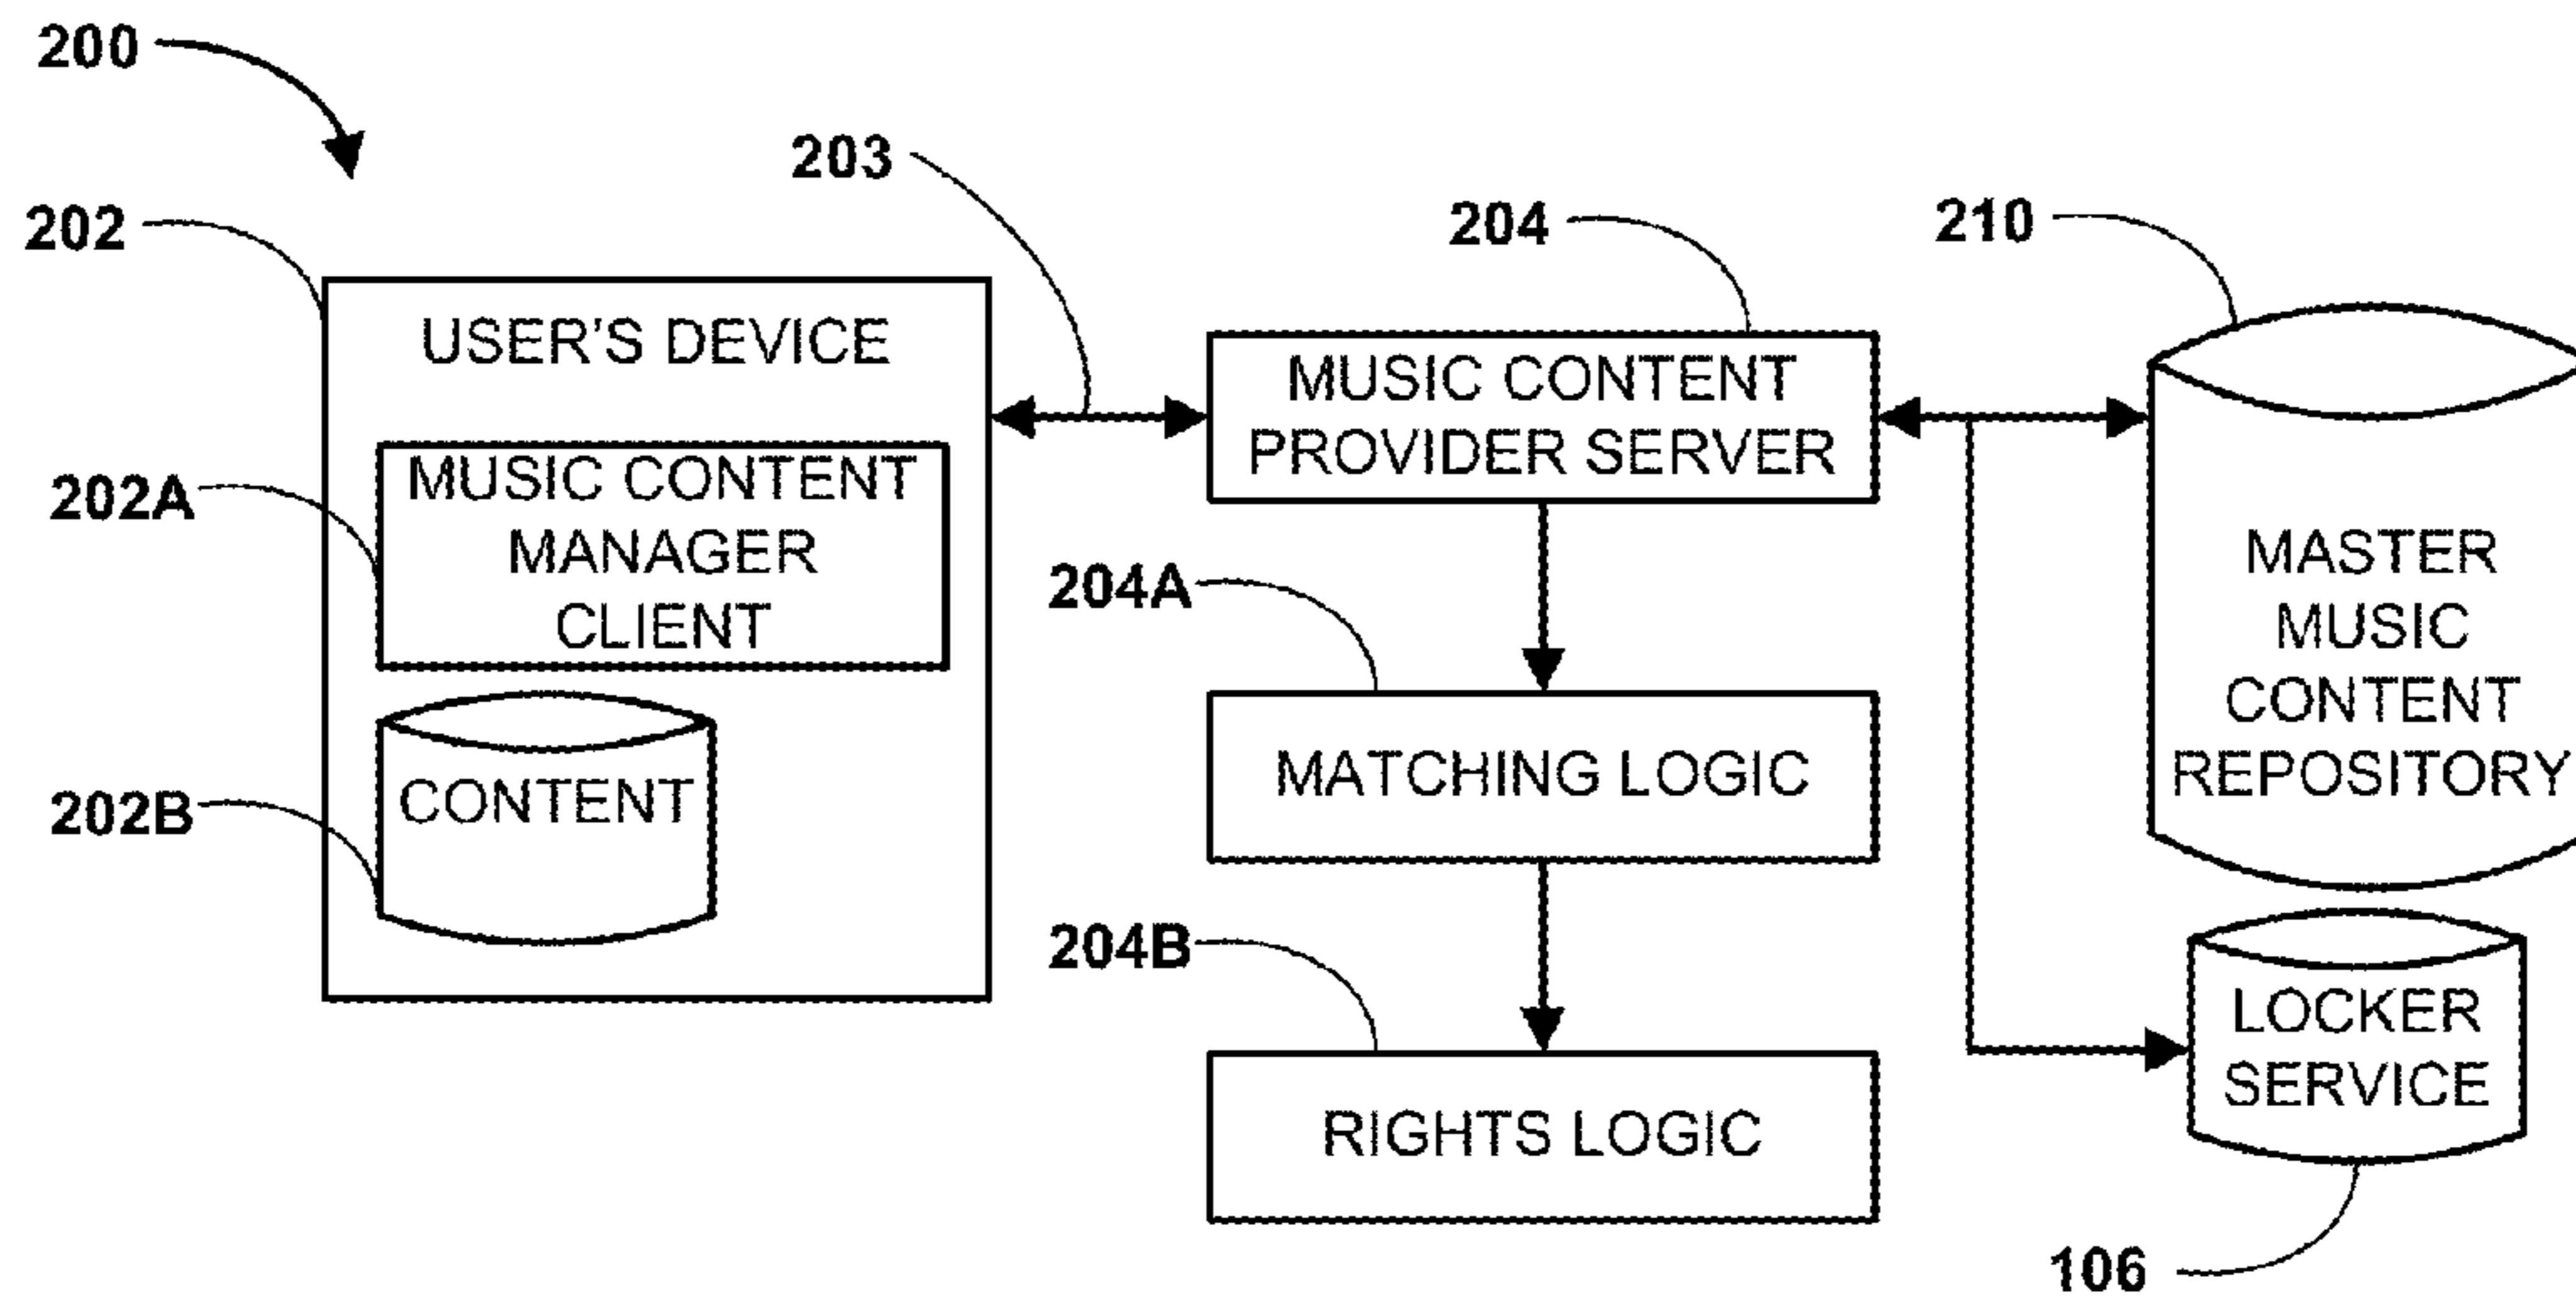 200
202
203
204
210
USER'S DEVICE
202A
MUSIC CONTENT
MANAGER
CLIENT
202B
CONTENT
MUSIC CONTENT
PROVIDER SERVER
204A
MATCHING LOGIC
204B
RIGHTS LOGIC
MASTER
MUSIC
CONTENT
REPOSITORY
LOCKER
SERVICE
106